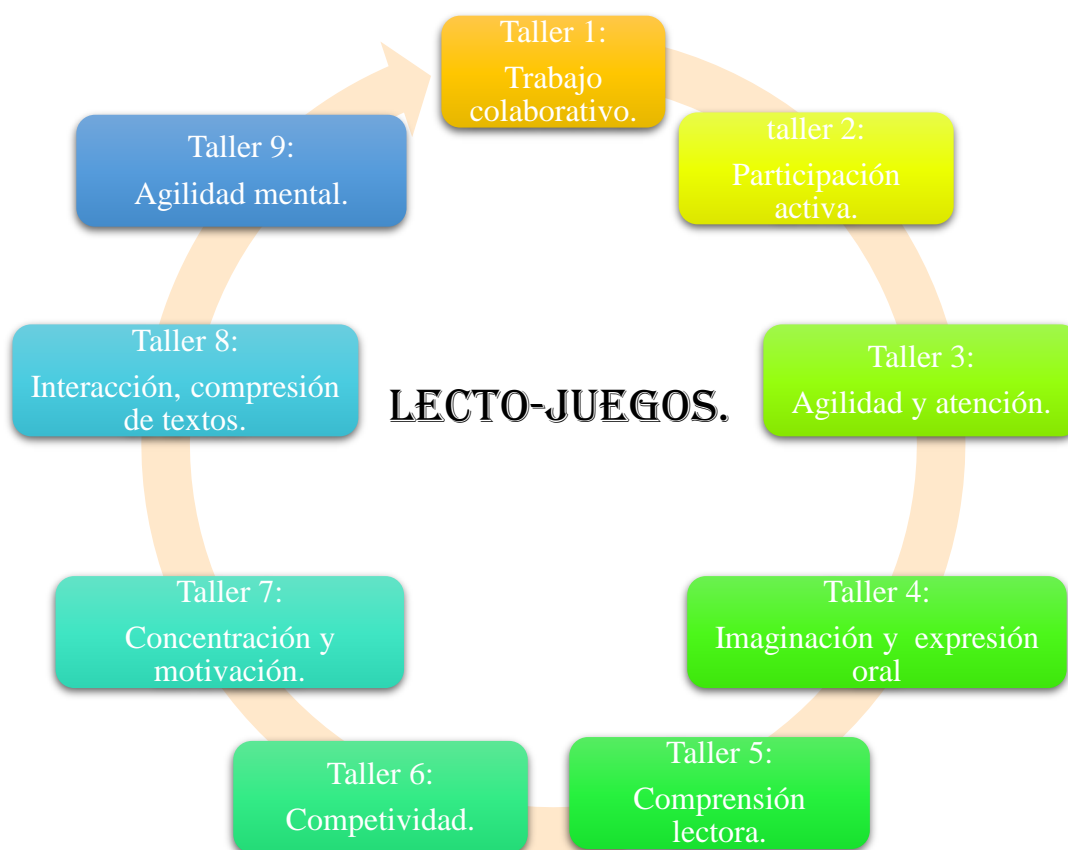 Taller 1:
Trabajo
colaborativo.
taller 2:
Participación
activa.
Taller 3:
Agilidad y atención.
Taller 4:
Imaginación y  expresión
oral
Taller 5:
Comprensión
lectora.
Taller 6:
Competividad.
Taller 7:
Concentración y
motivación.
Taller 8:
Interacción, compresión
de textos.
Taller 9:
Agilidad mental.
LECTO-JUEGOS.